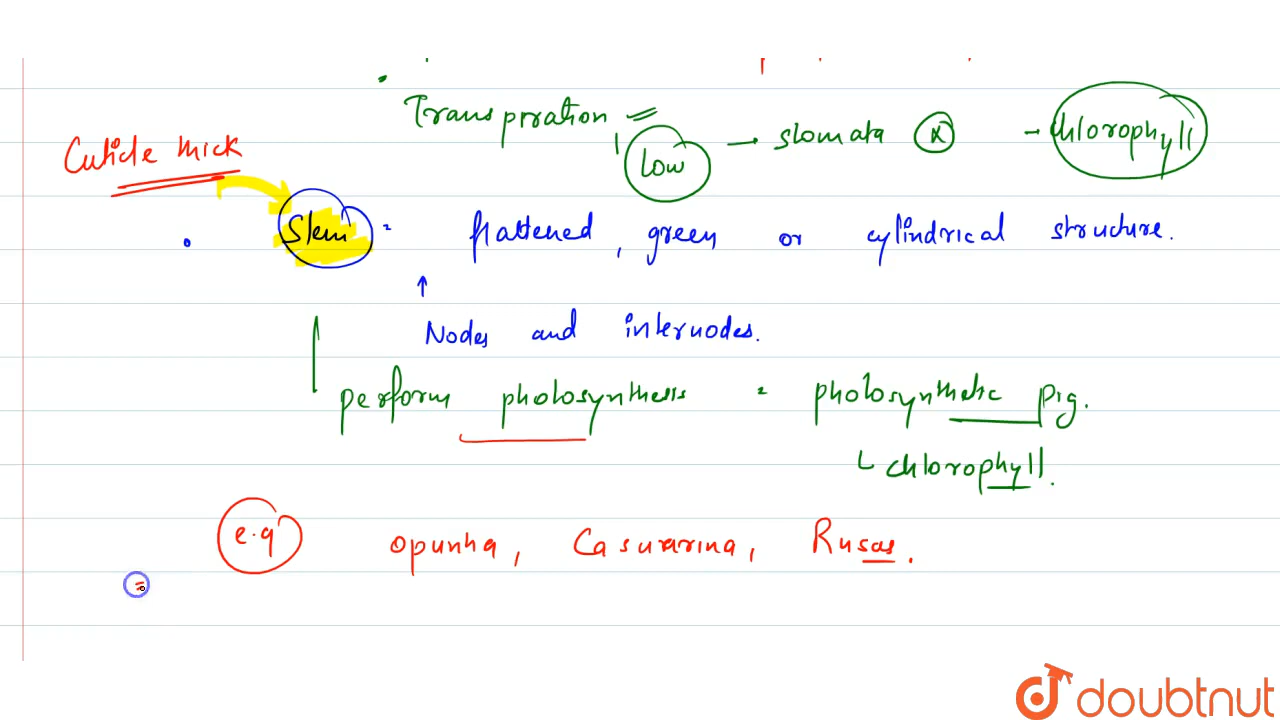 Transpiration
Low → stomata x → chlorophyll
Cuticle thick
Stem = flattened, green or cylindrical structure.
↑
Nodes and internodes.
perform photosynthesis = photosynthetic pig.
└ chlorophyll.
e.g opuntia, Casuarina, Ruscus.
=
doubtnut